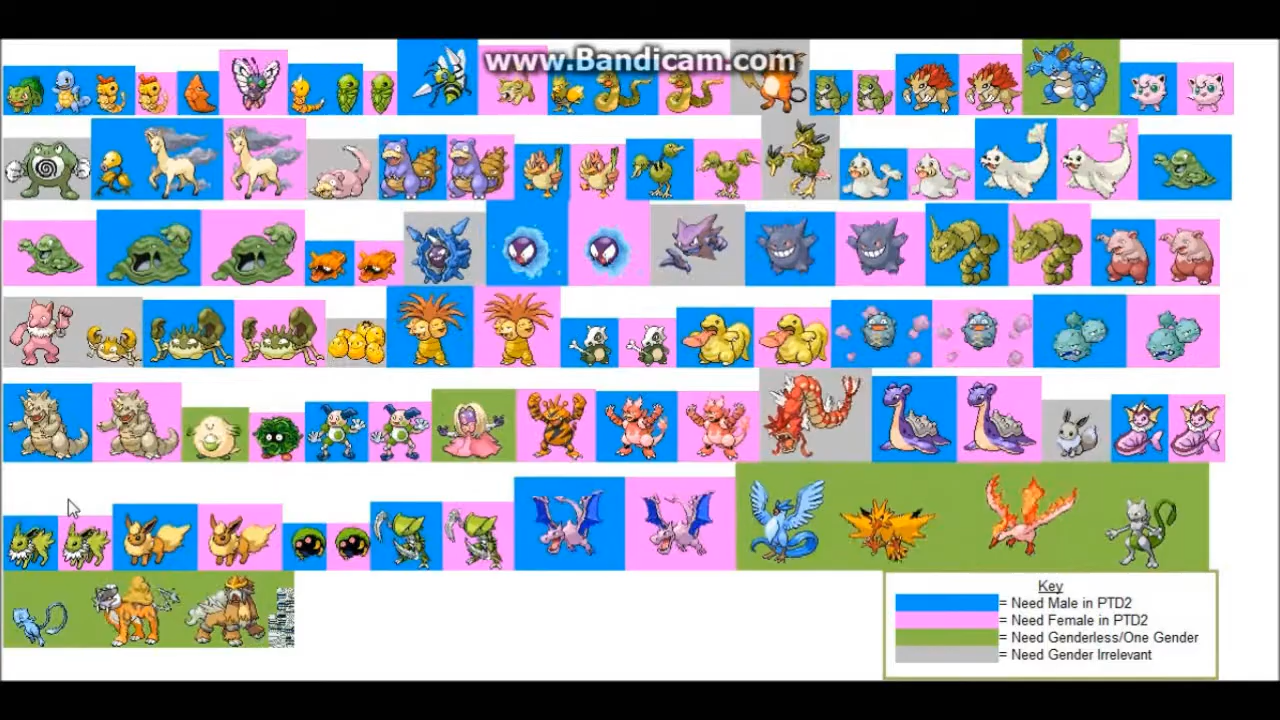 www.Bandicam.com
Key
= Need Male in PTD2
= Need Female in PTD2
= Need Genderless/One Gender
= Need Gender Irrelevant